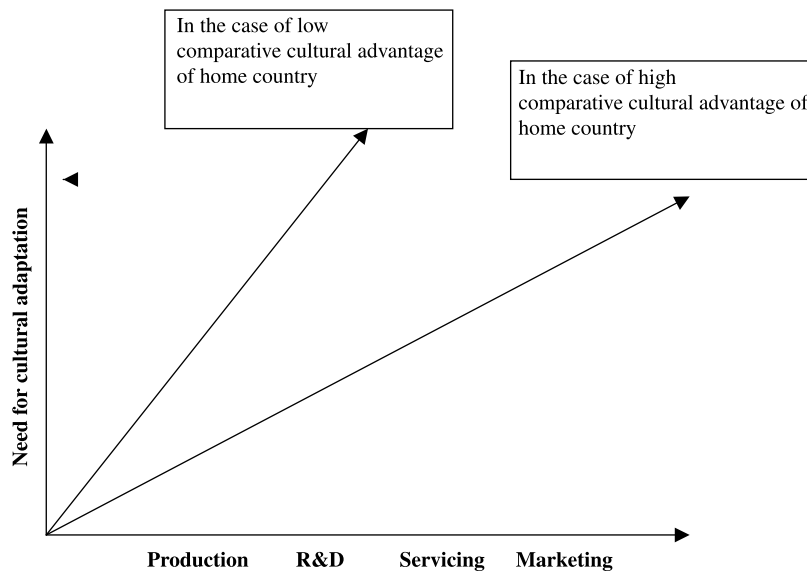 In the case of low
comparative cultural advantage
of home country
In the case of high
comparative cultural advantage of
home country
Need for cultural adaptation
Production R&D Servicing Marketing